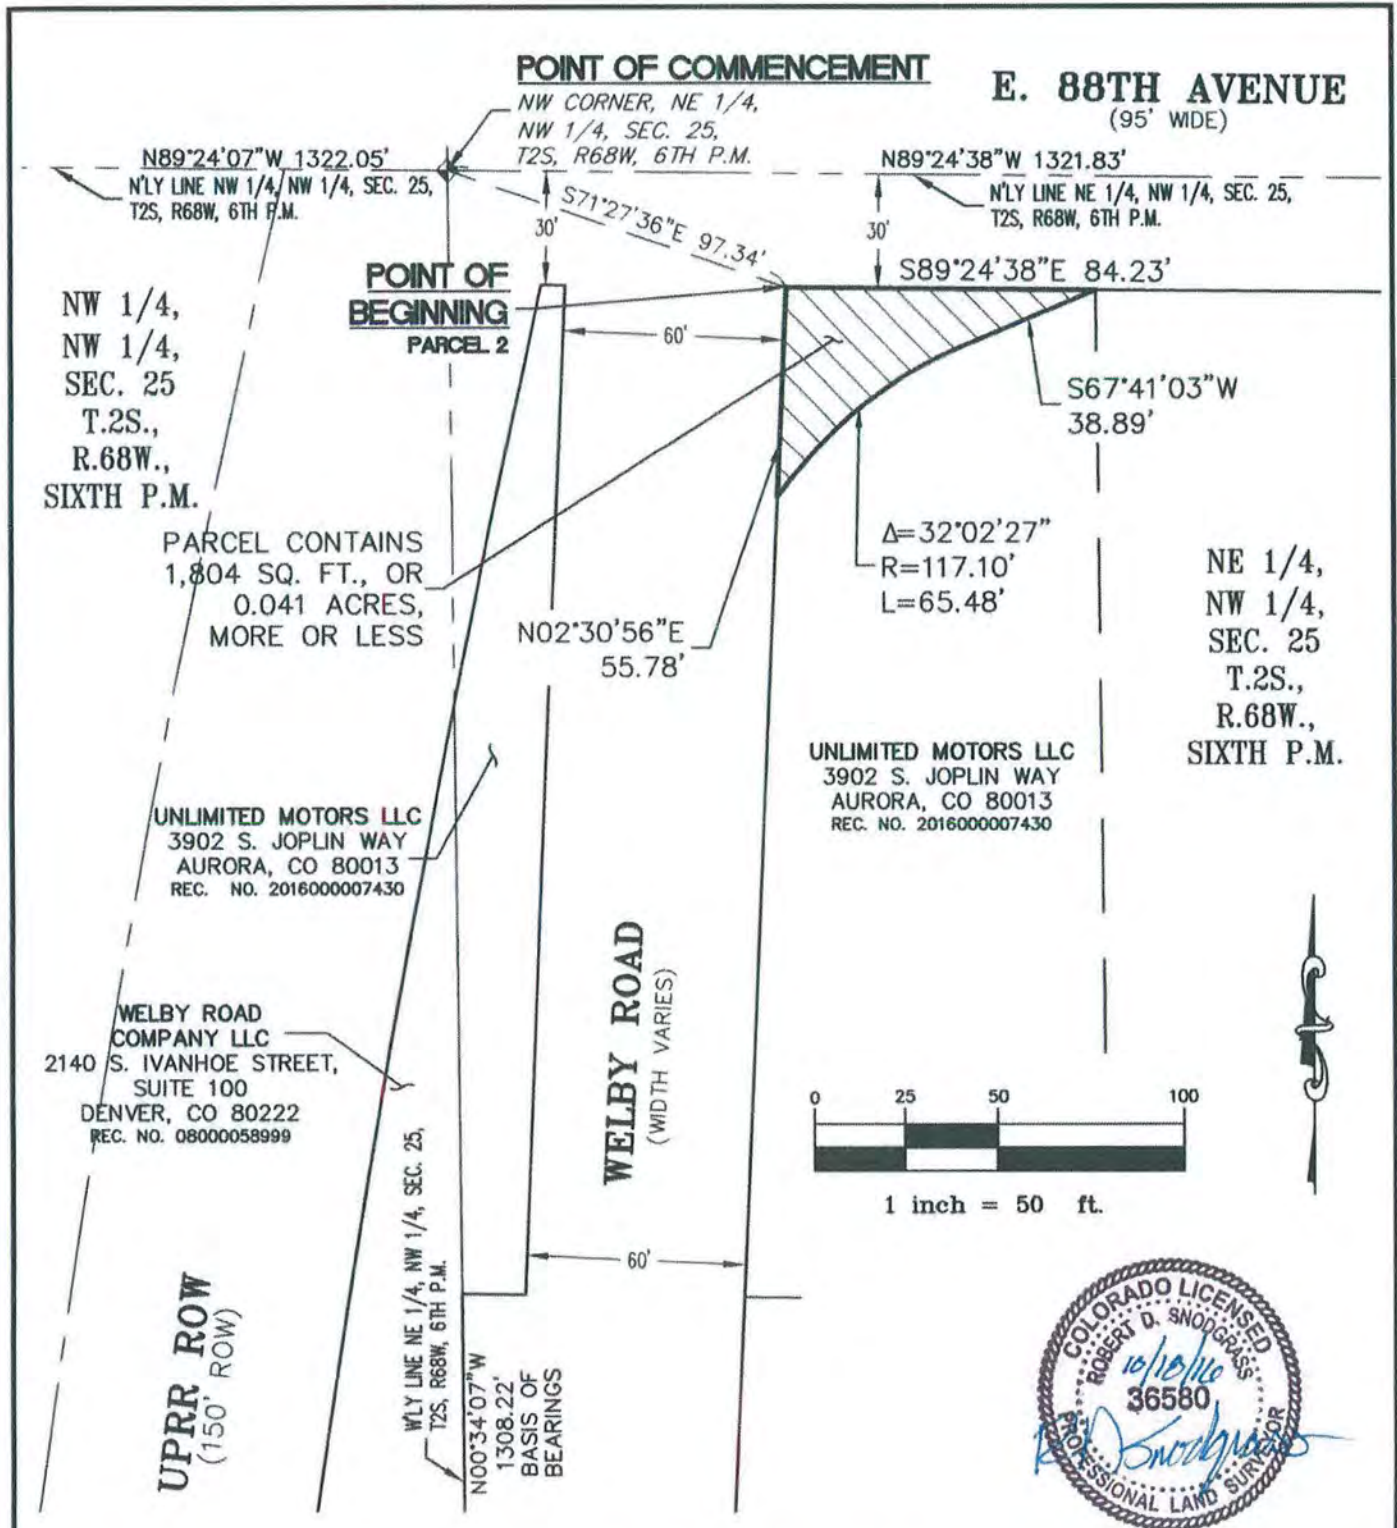 POINT OF COMMENCEMENT
NW CORNER, NE 1/4,
NW 1/4, SEC. 25,
T2S, R68W, 6TH P.M.
E. 88TH AVENUE
(95' WIDE)
N89°24'07"W 1322.05'
N'LY LINE NW 1/4, NW 1/4, SEC. 25,
T2S, R68W, 6TH P.M.
N89°24'38"W 1321.83'
N'LY LINE NE 1/4, NW 1/4, SEC. 25,
T2S, R68W, 6TH P.M.
S71°27'36"E 97.34'
30'
30'
S89°24'38"E 84.23'
POINT OF
BEGINNING
PARCEL 2
60'
NW 1/4,
NW 1/4,
SEC. 25
T.2S.,
R.68W.,
SIXTH P.M.
S67°41'03"W
38.89'
PARCEL CONTAINS
1,804 SQ. FT., OR
0.041 ACRES,
MORE OR LESS
Δ=32°02'27"
R=117.10'
L=65.48'
N02°30'56"E
55.78'
NE 1/4,
NW 1/4,
SEC. 25
T.2S.,
R.68W.,
SIXTH P.M.
UNLIMITED MOTORS LLC
3902 S. JOPLIN WAY
AURORA, CO 80013
REC. NO. 2016000007430
UNLIMITED MOTORS LLC
3902 S. JOPLIN WAY
AURORA, CO 80013
REC. NO. 2016000007430
WELBY ROAD
COMPANY LLC
2140 S. IVANHOE STREET,
SUITE 100
DENVER, CO 80222
REC. NO. 08000058999
WELBY ROAD
(WIDTH VARIES)
0 25 50 100
1 inch = 50 ft.
60'
W'LY LINE NE 1/4, NW 1/4, SEC. 25,
T2S, R68W, 6TH P.M.
N00°34'07"W
1308.22'
BASIS OF
BEARINGS
UPRR ROW
(150' ROW)
COLORADO LICENSED
ROBERT D. SNODGRASS
10/18/16
36580
PROFESSIONAL LAND SURVEYOR
R D Snodgrass